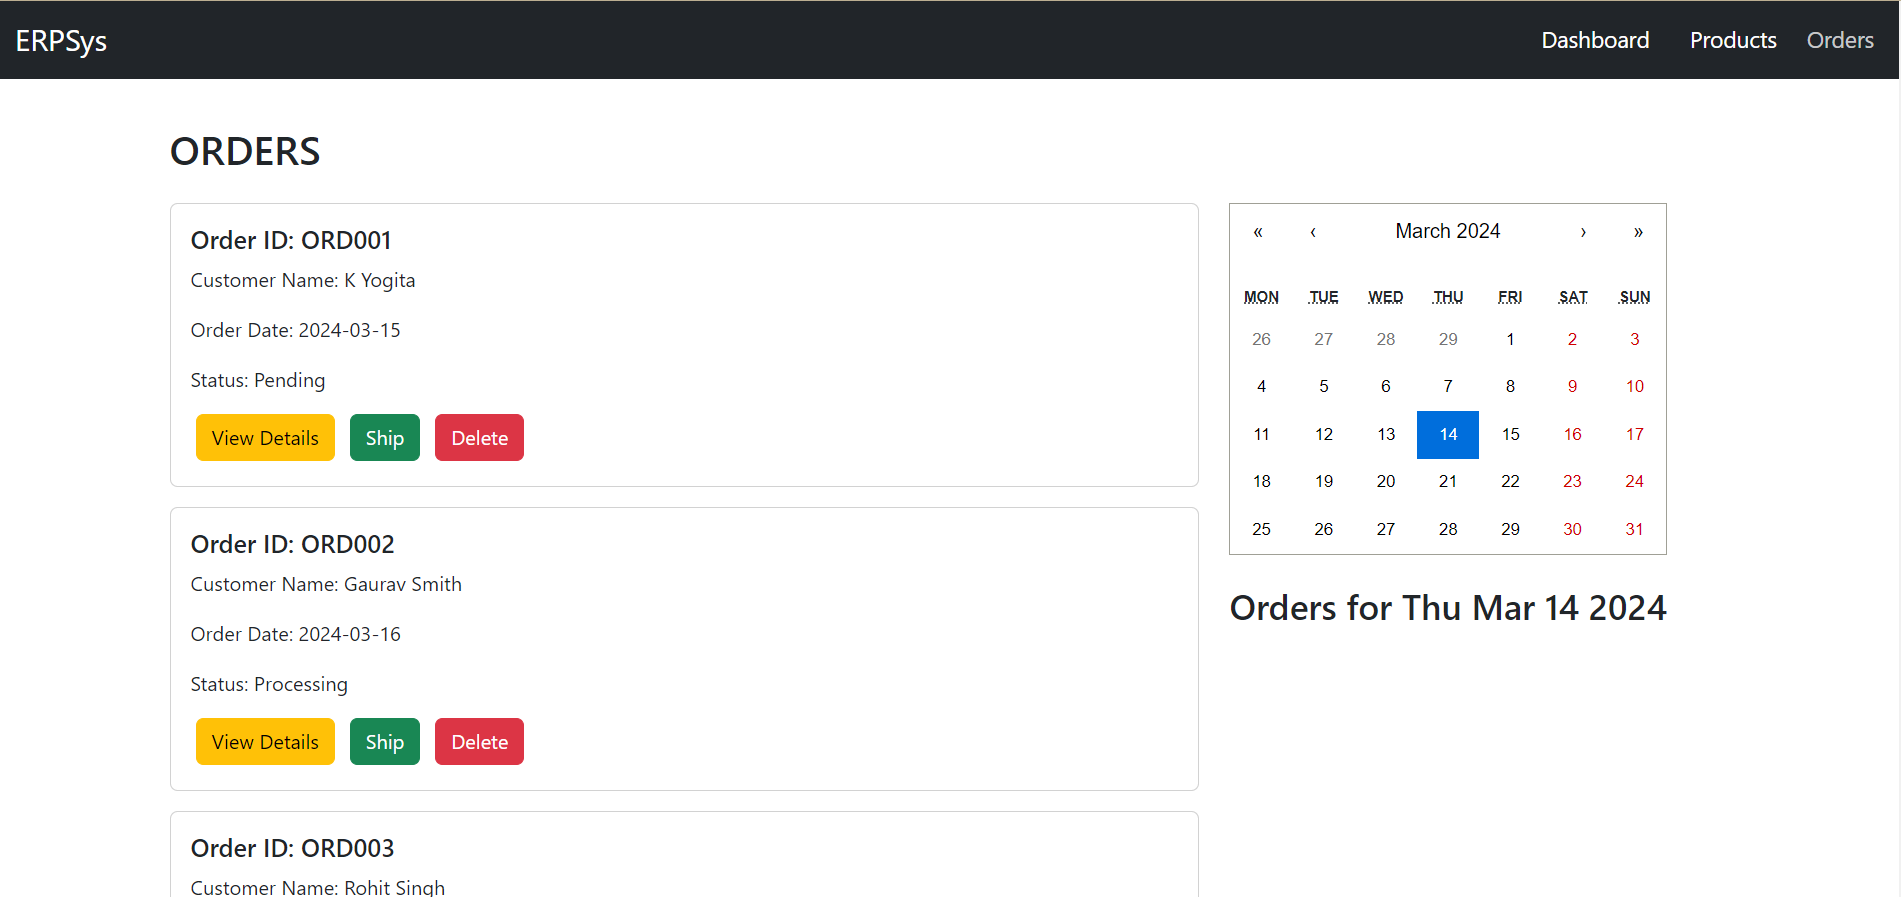 ERPSys
Dashboard Products Orders
ORDERS
Order ID: ORD001
Customer Name: K Yogita
Order Date: 2024-03-15
Status: Pending
View Details Ship Delete
Order ID: ORD002
Customer Name: Gaurav Smith
Order Date: 2024-03-16
Status: Processing
View Details Ship Delete
Order ID: ORD003
Customer Name: Rohit Singh
« ‹ March 2024 › »
MON TUE WED THU FRI SAT SUN
26 27 28 29 1 2 3
4 5 6 7 8 9 10
11 12 13 14 15 16 17
18 19 20 21 22 23 24
25 26 27 28 29 30 31
Orders for Thu Mar 14 2024